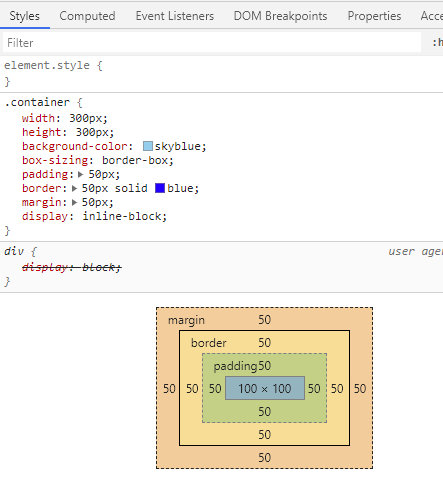 Styles Computed Event Listeners DOM Breakpoints Properties Acce
Filter :h
element.style {
}
.container {
width: 300px;
height: 300px;
background-color: skyblue;
box-sizing: border-box;
padding: 50px;
border: 50px solid blue;
margin: 50px;
display: inline-block;
}
div { user age
display: block;
}
margin 50
border 50
padding50
50 50 50 100 × 100 50 50 50
50
50
50